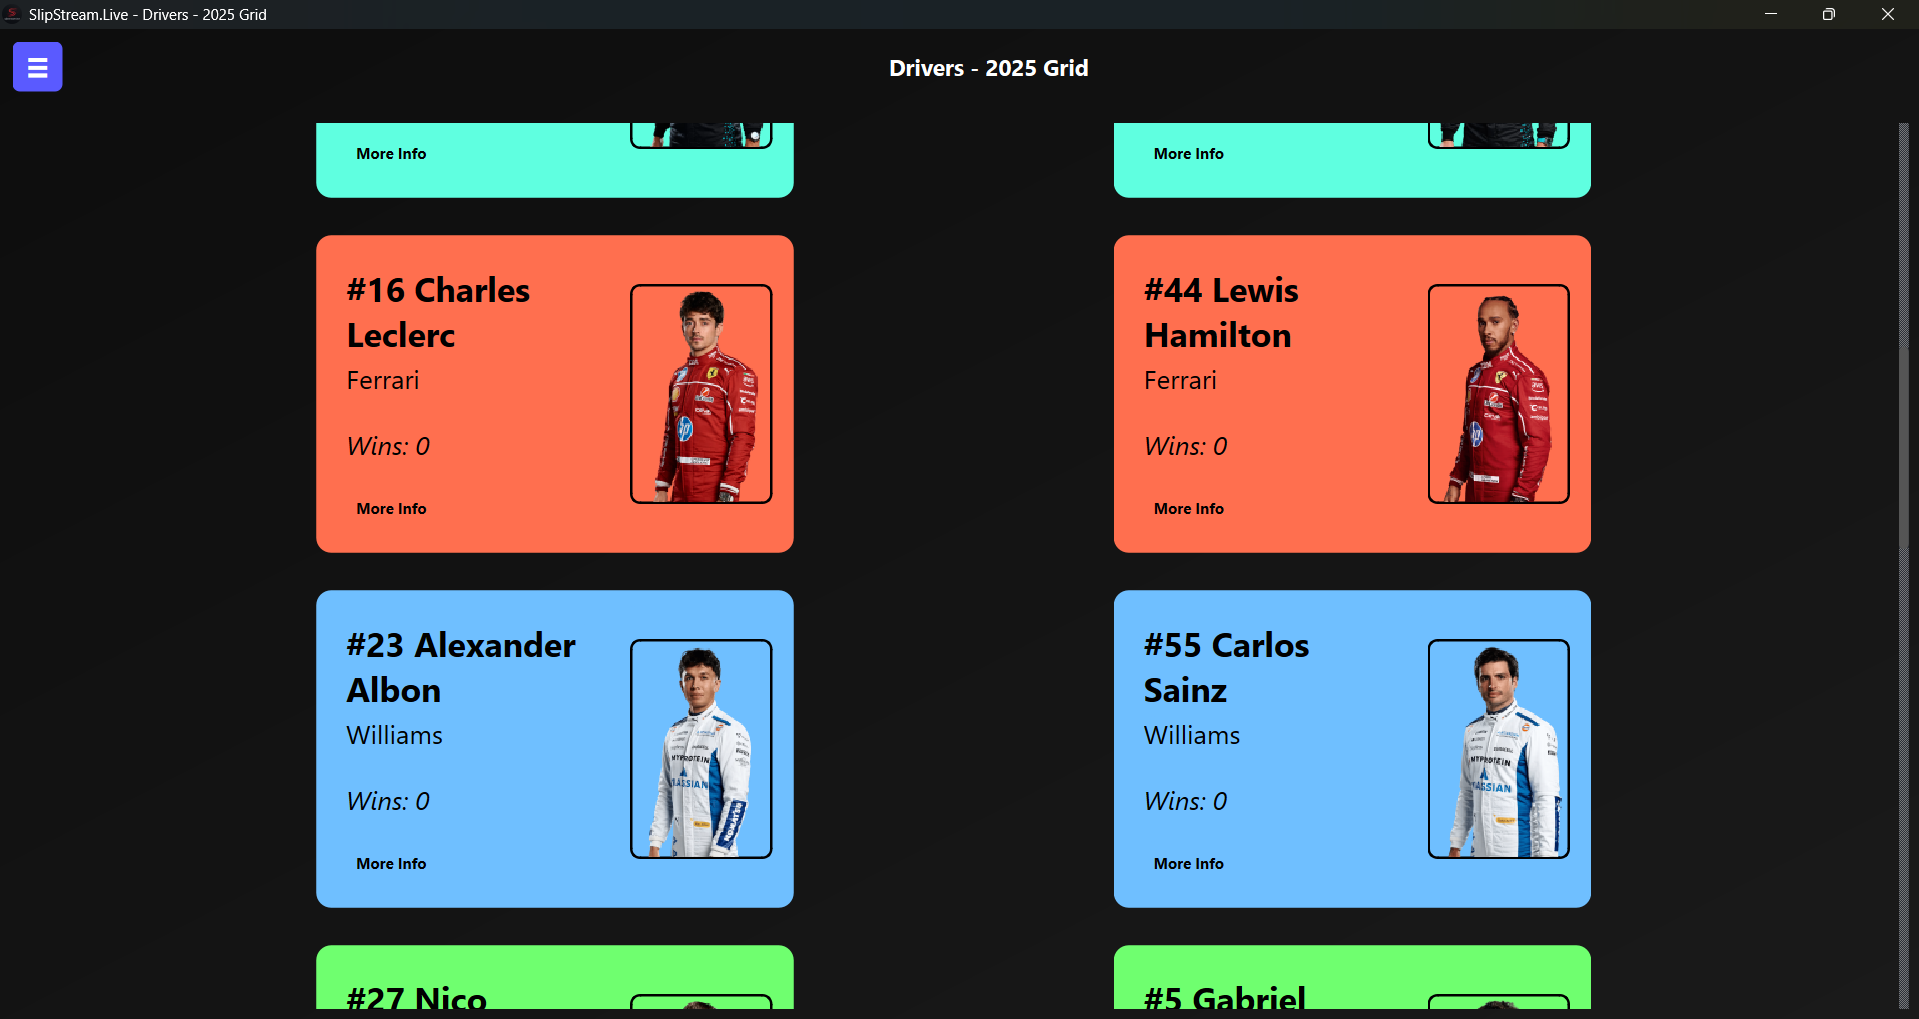 SlipStream.Live - Drivers - 2025 Grid
Drivers - 2025 Grid
More Info
More Info
#16 Charles
Leclerc
Ferrari
Wins: 0
More Info
#44 Lewis
Hamilton
Ferrari
Wins: 0
More Info
#23 Alexander
Albon
Williams
Wins: 0
More Info
#55 Carlos
Sainz
Williams
Wins: 0
More Info
#27 Nico
#5 Gabriel